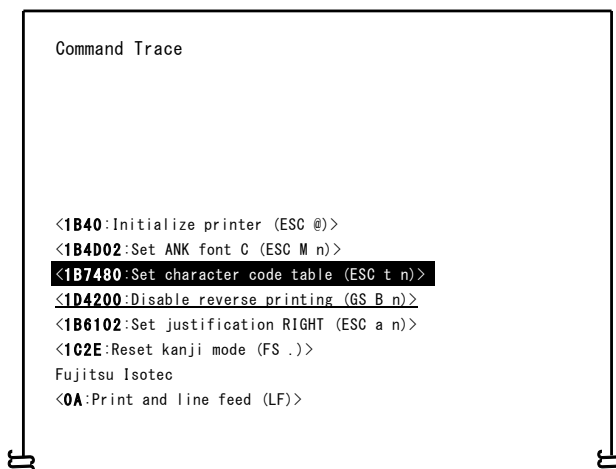 Command Trace
<1B40:Initialize printer (ESC @)>
<1B4D02:Set ANK font C (ESC M n)>
<1B7480:Set character code table (ESC t n)>
<1D4200:Disable reverse printing (GS B n)>
<1B6102:Set justification RIGHT (ESC a n)>
<1C2E:Reset kanji mode (FS .)>
Fujitsu Isotec
<0A:Print and line feed (LF)>